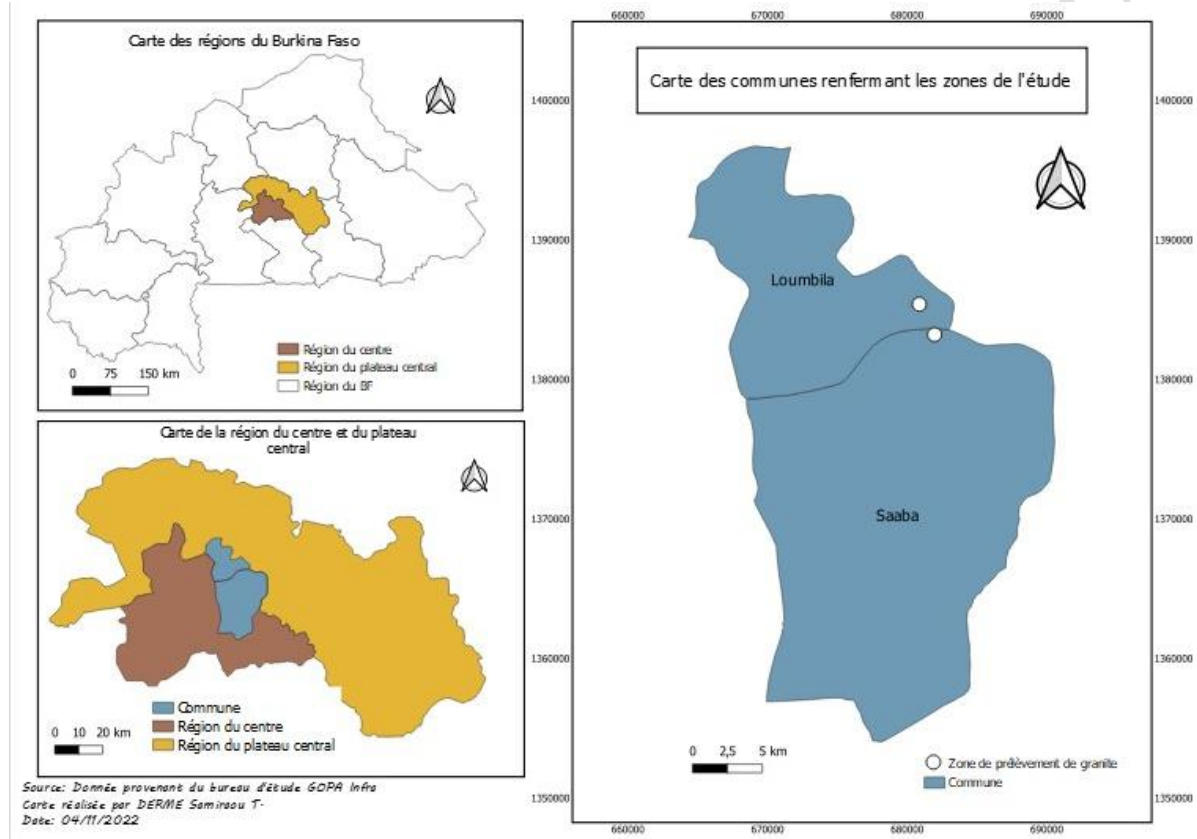 Carte des régions du Burkina Faso
Région du centre
Région du plateau central
Région du BF
0 75 150 km
Carte de la région du centre et du plateau
central
Commune
Région du centre
Région du plateau central
0 10 20 km
Source: Donnée provenant du bureau d'étude GOPA Infra
Carte réalisée par DERME Samiraou T-
Date: 04/11/2022
660000 670000 680000 690000
Carte des communes renfermant les zones de l'étude
1400000
1390000
1380000
1370000
1360000
1350000
Loumbila
Saaba
0 2,5 5 km
Zone de prélèvement de granite
Commune
1400000
1390000
1380000
1370000
1360000
1350000
660000 670000 680000 690000